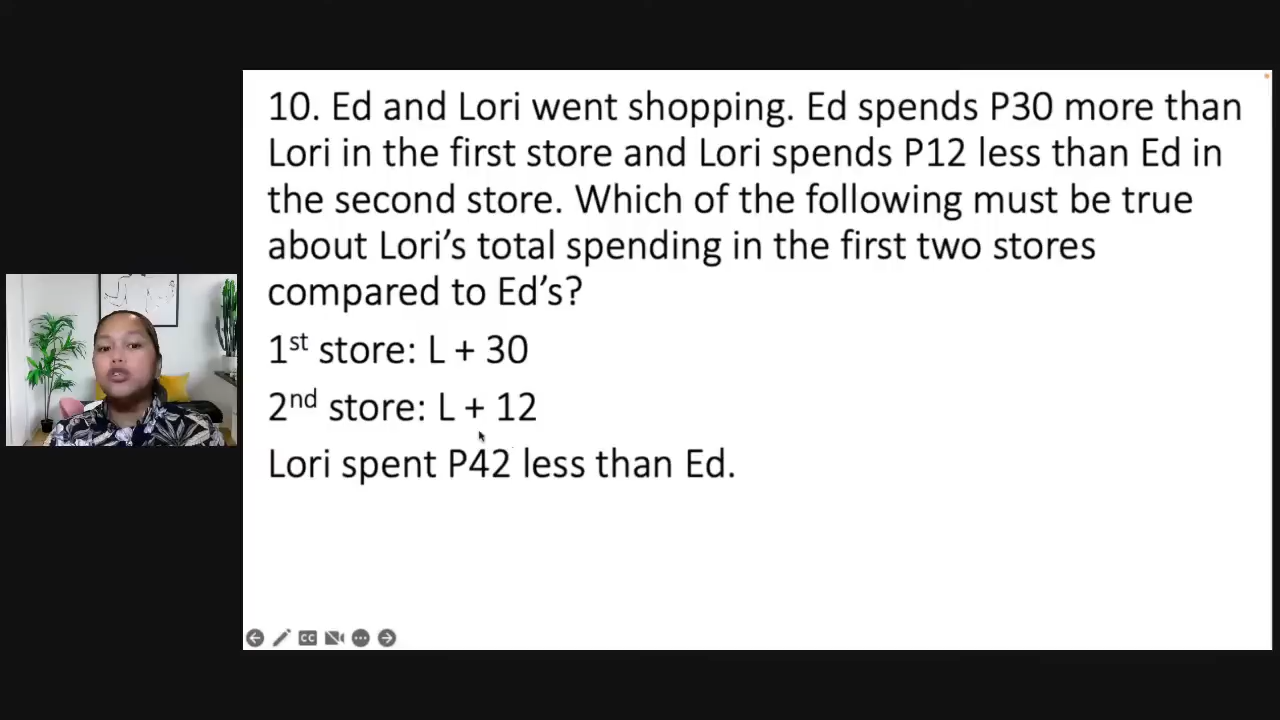 10. Ed and Lori went shopping. Ed spends P30 more than
Lori in the first store and Lori spends P12 less than Ed in
the second store. Which of the following must be true
about Lori’s total spending in the first two stores
compared to Ed’s?
1st store: L + 30
2nd store: L + 12
Lori spent P42 less than Ed.
CC